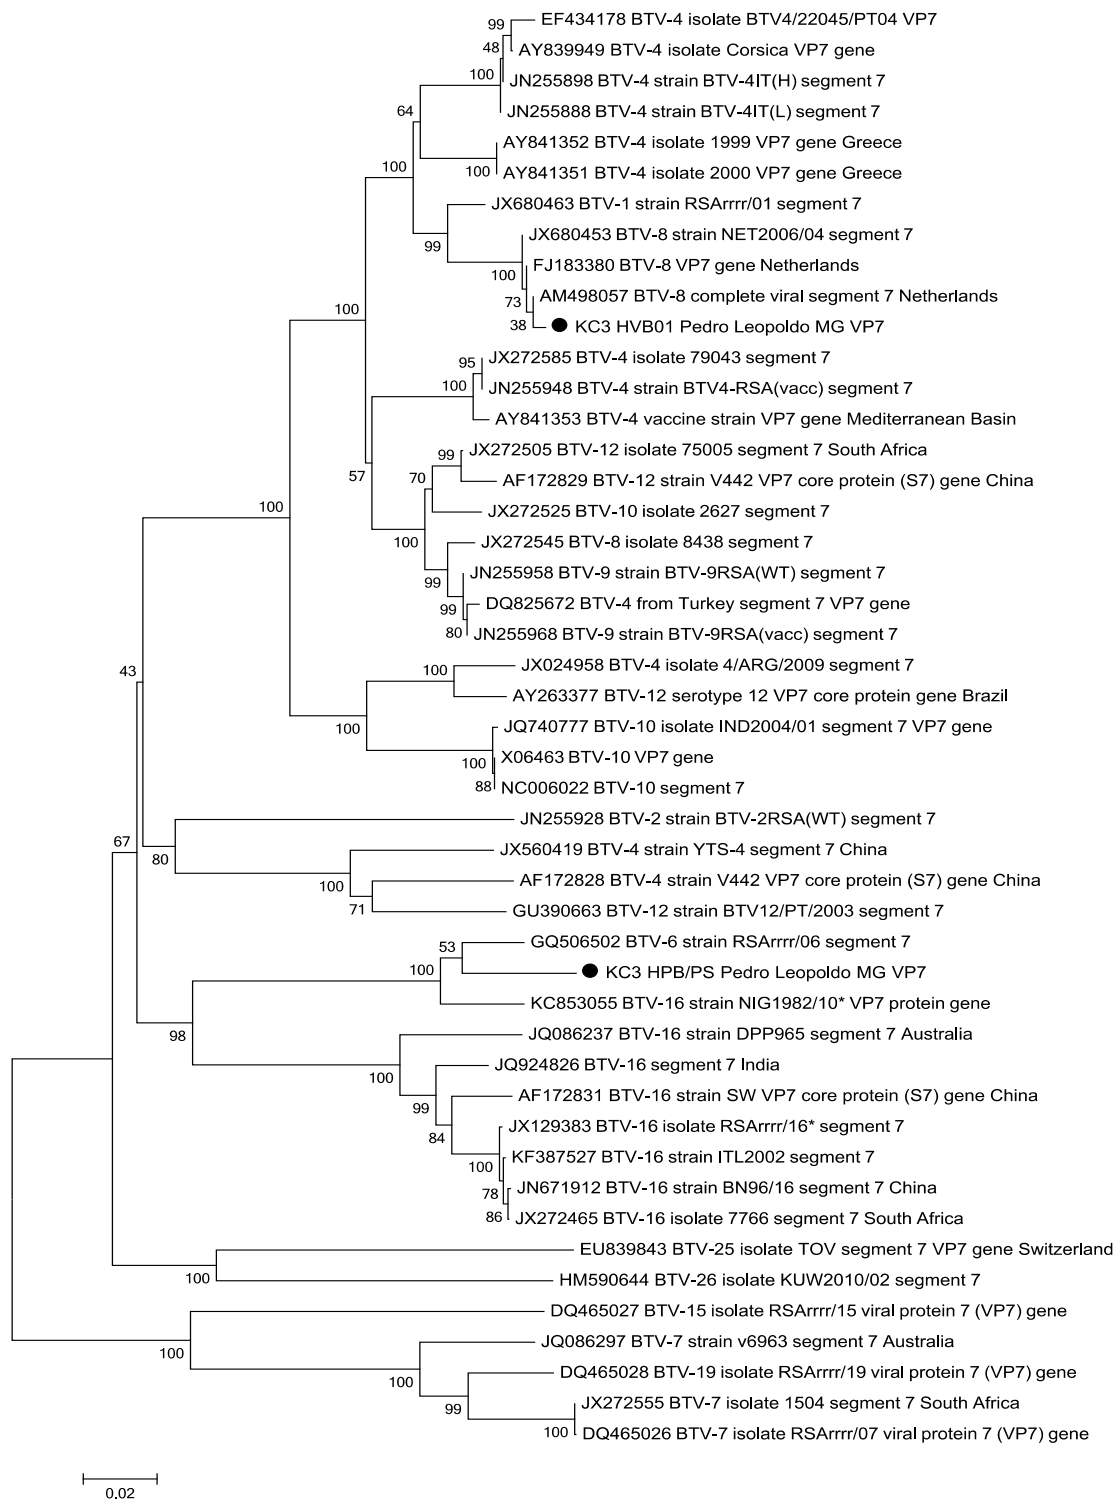 99
EF434178 BTV-4 isolate BTV4/22045/PT04 VP7
48
AY839949 BTV-4 isolate Corsica VP7 gene
100
JN255898 BTV-4 strain BTV-4IT(H) segment 7
JN255888 BTV-4 strain BTV-4IT(L) segment 7
64
AY841352 BTV-4 isolate 1999 VP7 gene Greece
100
AY841351 BTV-4 isolate 2000 VP7 gene Greece
100
JX680463 BTV-1 strain RSArrrr/01 segment 7
99
JX680453 BTV-8 strain NET2006/04 segment 7
100
FJ183380 BTV-8 VP7 gene Netherlands
73
AM498057 BTV-8 complete viral segment 7 Netherlands
38
KC3 HVB01 Pedro Leopoldo MG VP7
100
95
JX272585 BTV-4 isolate 79043 segment 7
100
JN255948 BTV-4 strain BTV4-RSA(vacc) segment 7
AY841353 BTV-4 vaccine strain VP7 gene Mediterranean Basin
57
99
JX272505 BTV-12 isolate 75005 segment 7 South Africa
70
AF172829 BTV-12 strain V442 VP7 core protein (S7) gene China
JX272525 BTV-10 isolate 2627 segment 7
100
JX272545 BTV-8 isolate 8438 segment 7
99
JN255958 BTV-9 strain BTV-9RSA(WT) segment 7
99
DQ825672 BTV-4 from Turkey segment 7 VP7 gene
80
JN255968 BTV-9 strain BTV-9RSA(vacc) segment 7
100
100
JX024958 BTV-4 isolate 4/ARG/2009 segment 7
AY263377 BTV-12 serotype 12 VP7 core protein gene Brazil
100
JQ740777 BTV-10 isolate IND2004/01 segment 7 VP7 gene
100
X06463 BTV-10 VP7 gene
88
NC006022 BTV-10 segment 7
43
JN255928 BTV-2 strain BTV-2RSA(WT) segment 7
80
JX560419 BTV-4 strain YTS-4 segment 7 China
100
AF172828 BTV-4 strain V442 VP7 core protein (S7) gene China
71
GU390663 BTV-12 strain BTV12/PT/2003 segment 7
67
53
GQ506502 BTV-6 strain RSArrrr/06 segment 7
100
KC3 HPB/PS Pedro Leopoldo MG VP7
KC853055 BTV-16 strain NIG1982/10* VP7 protein gene
98
JQ086237 BTV-16 strain DPP965 segment 7 Australia
100
JQ924826 BTV-16 segment 7 India
99
AF172831 BTV-16 strain SW VP7 core protein (S7) gene China
84
JX129383 BTV-16 isolate RSArrrr/16* segment 7
100
KF387527 BTV-16 strain ITL2002 segment 7
78
JN671912 BTV-16 strain BN96/16 segment 7 China
86
JX272465 BTV-16 isolate 7766 segment 7 South Africa
EU839843 BTV-25 isolate TOV segment 7 VP7 gene Switzerland
100
HM590644 BTV-26 isolate KUW2010/02 segment 7
DQ465027 BTV-15 isolate RSArrrr/15 viral protein 7 (VP7) gene
100
JQ086297 BTV-7 strain v6963 segment 7 Australia
100
DQ465028 BTV-19 isolate RSArrrr/19 viral protein 7 (VP7) gene
99
JX272555 BTV-7 isolate 1504 segment 7 South Africa
100
DQ465026 BTV-7 isolate RSArrrr/07 viral protein 7 (VP7) gene
0.02